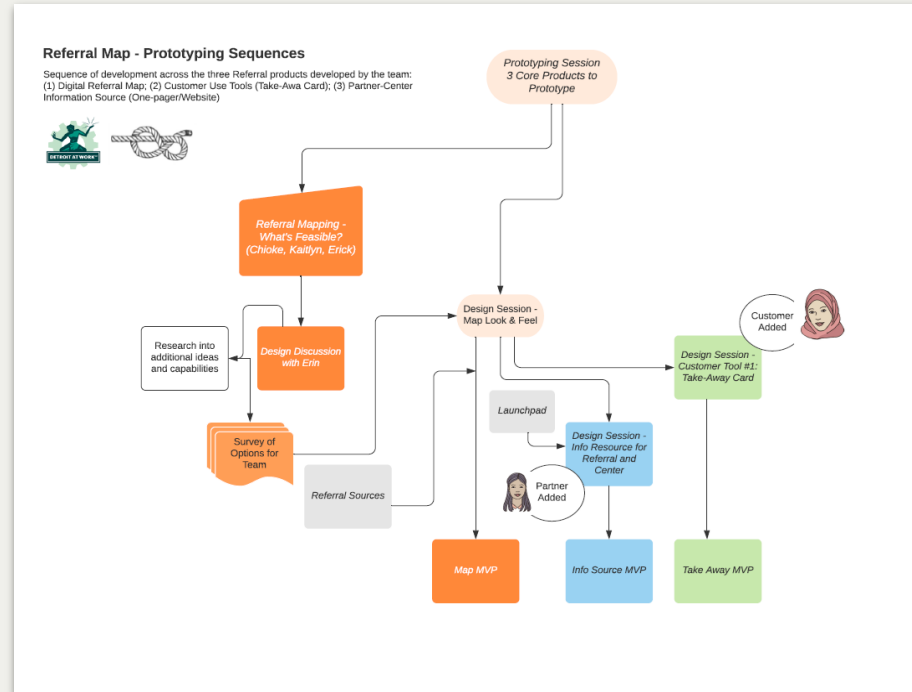 Referral Map - Prototyping Sequences
Sequence of development across the three Referral products developed by the team:
(1) Digital Referral Map; (2) Customer Use Tools (Take-Awa Card); (3) Partner-Center
Information Source (One-pager/Website)
DETROIT AT WORK
Prototyping Session
3 Core Products to
Prototype
Referral Mapping -
What's Feasible?
(Chioke, Kaitlyn, Erick)
Design Session -
Map Look & Feel
Customer
Added
Research into
additional ideas
and capabilities
Design Discussion
with Erin
Design Session -
Customer Tool #1:
Take-Away Card
Launchpad
Survey of
Options for
Team
Design Session -
Info Resource for
Referral and
Center
Referral Sources
Partner
Added
Map MVP
Info Source MVP
Take Away MVP